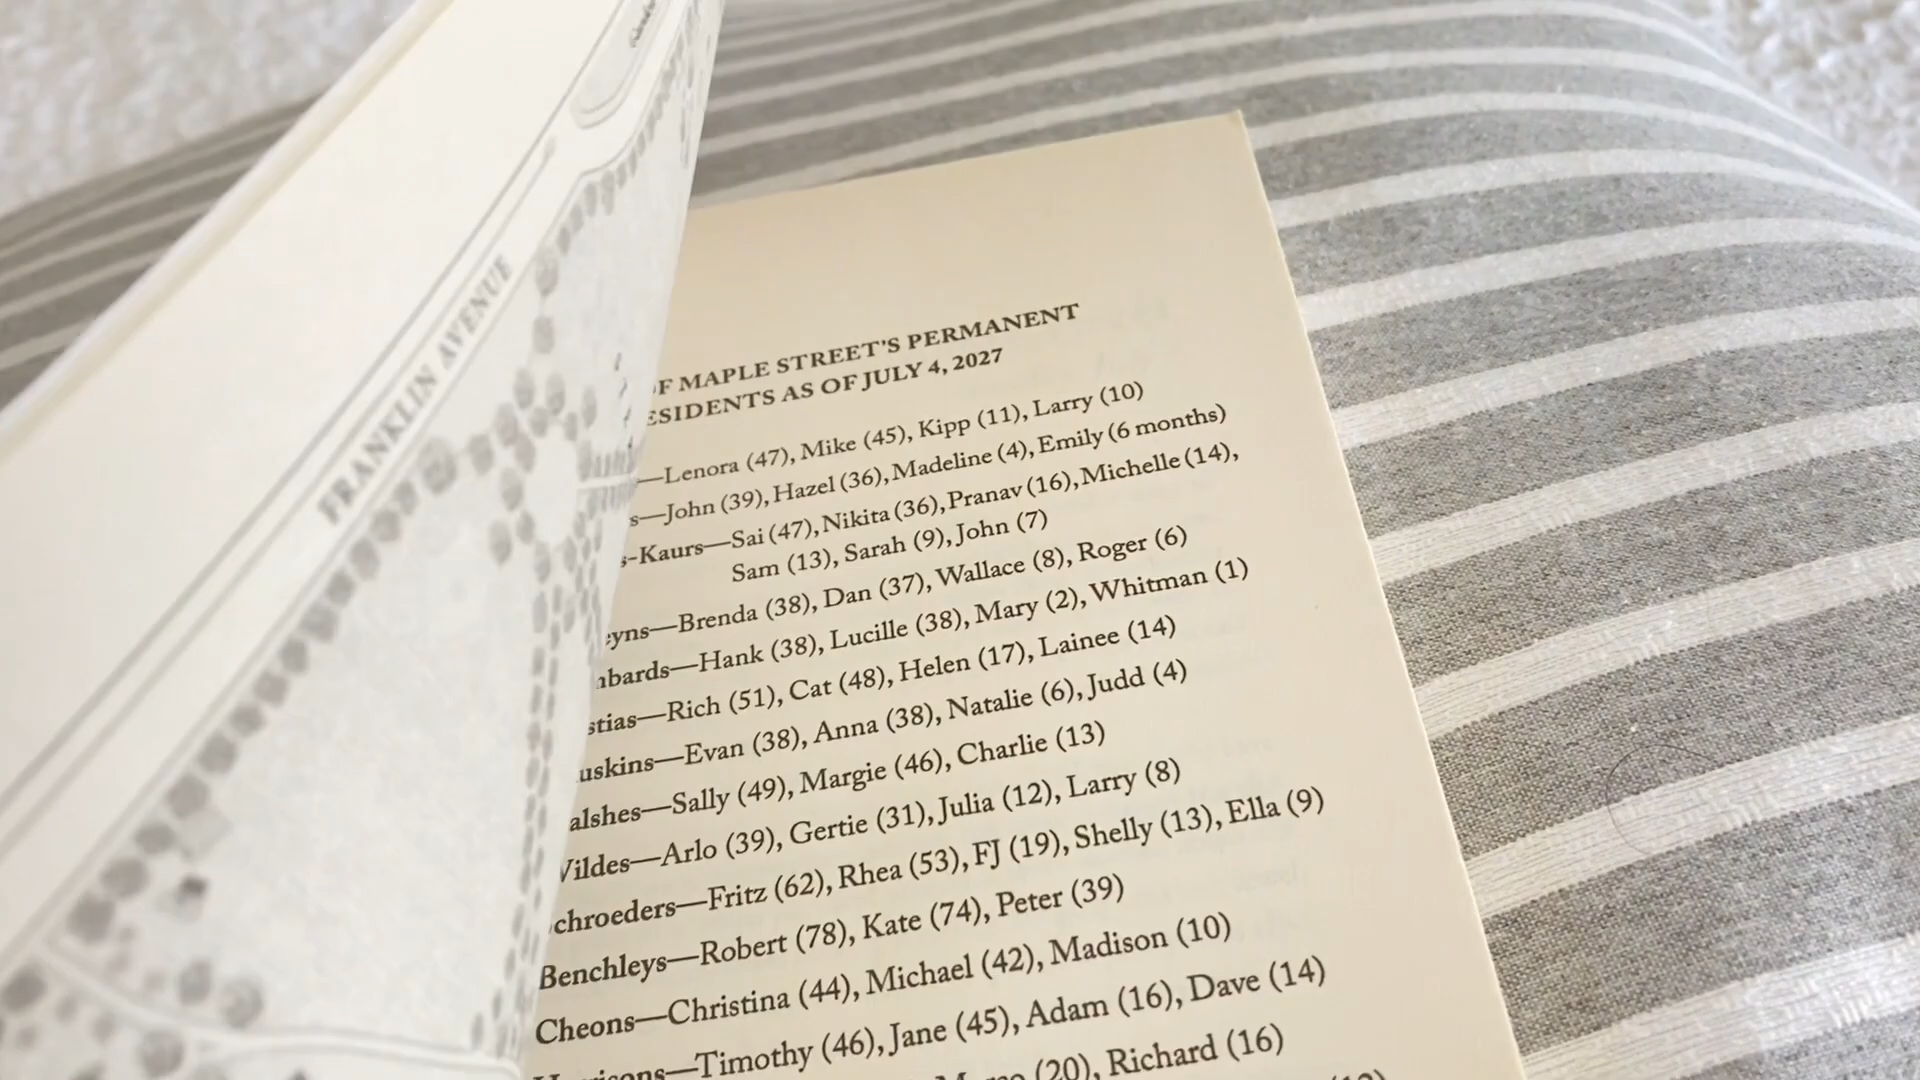 FRANKLIN AVENUE
F MAPLE STREET'S PERMANENT
ESIDENTS AS OF JULY 4, 2027
—Lenora (47), Mike (45), Kipp (11), Larry (10)
s—John (39), Hazel (36), Madeline (4), Emily (6 months)
s-Kaurs—Sai (47), Nikita (36), Pranav (16), Michelle (14),
Sam (13), Sarah (9), John (7)
eyns—Brenda (38), Dan (37), Wallace (8), Roger (6)
bards—Hank (38), Lucille (38), Mary (2), Whitman (1)
stias—Rich (51), Cat (48), Helen (17), Lainee (14)
uskins—Evan (38), Anna (38), Natalie (6), Judd (4)
alshes—Sally (49), Margie (46), Charlie (13)
Wildes—Arlo (39), Gertie (31), Julia (12), Larry (8)
chroeders—Fritz (62), Rhea (53), FJ (19), Shelly (13), Ella (9)
Benchleys—Robert (78), Kate (74), Peter (39)
Cheons—Christina (44), Michael (42), Madison (10)
—Timothy (46), Jane (45), Adam (16), Dave (14)
(20), Richard (16)